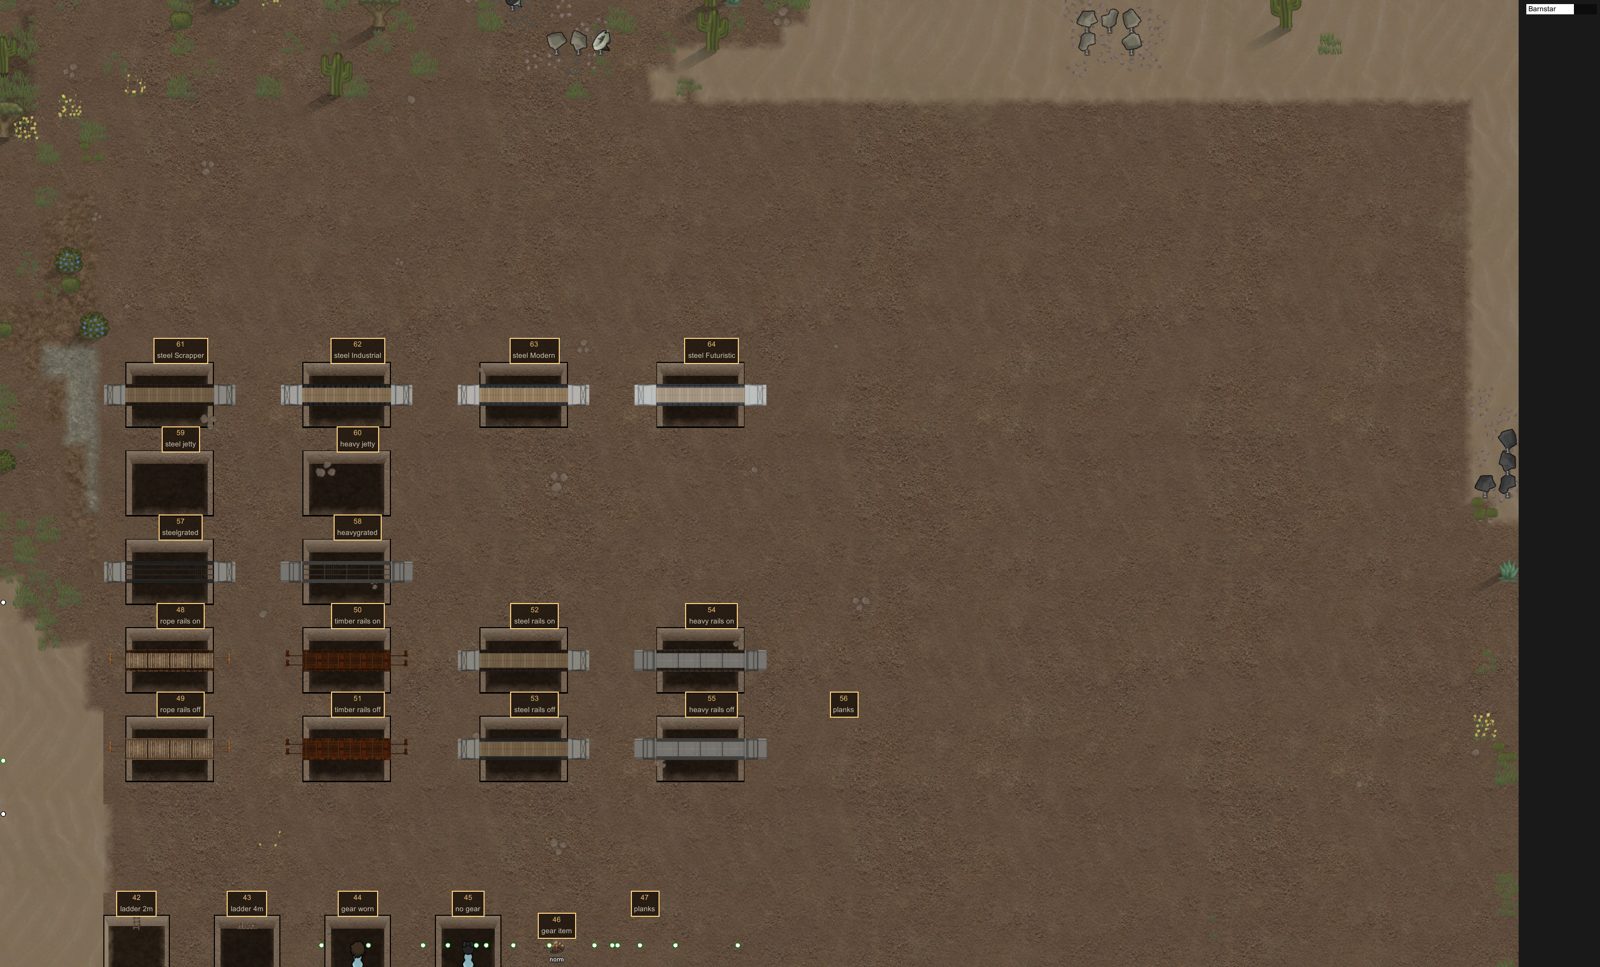 Barnstar
61
steel Scrapper
62
steel Industrial
63
steel Modern
64
steel Futuristic
59
steel jetty
60
heavy jetty
57
steelgrated
58
heavygrated
48
rope rails on
50
timber rails on
52
steel rails on
54
heavy rails on
49
rope rails off
51
timber rails off
53
steel rails off
55
heavy rails off
56
planks
42
ladder 2m
43
ladder 4m
44
gear worn
45
no gear
46
gear item
47
planks
norm